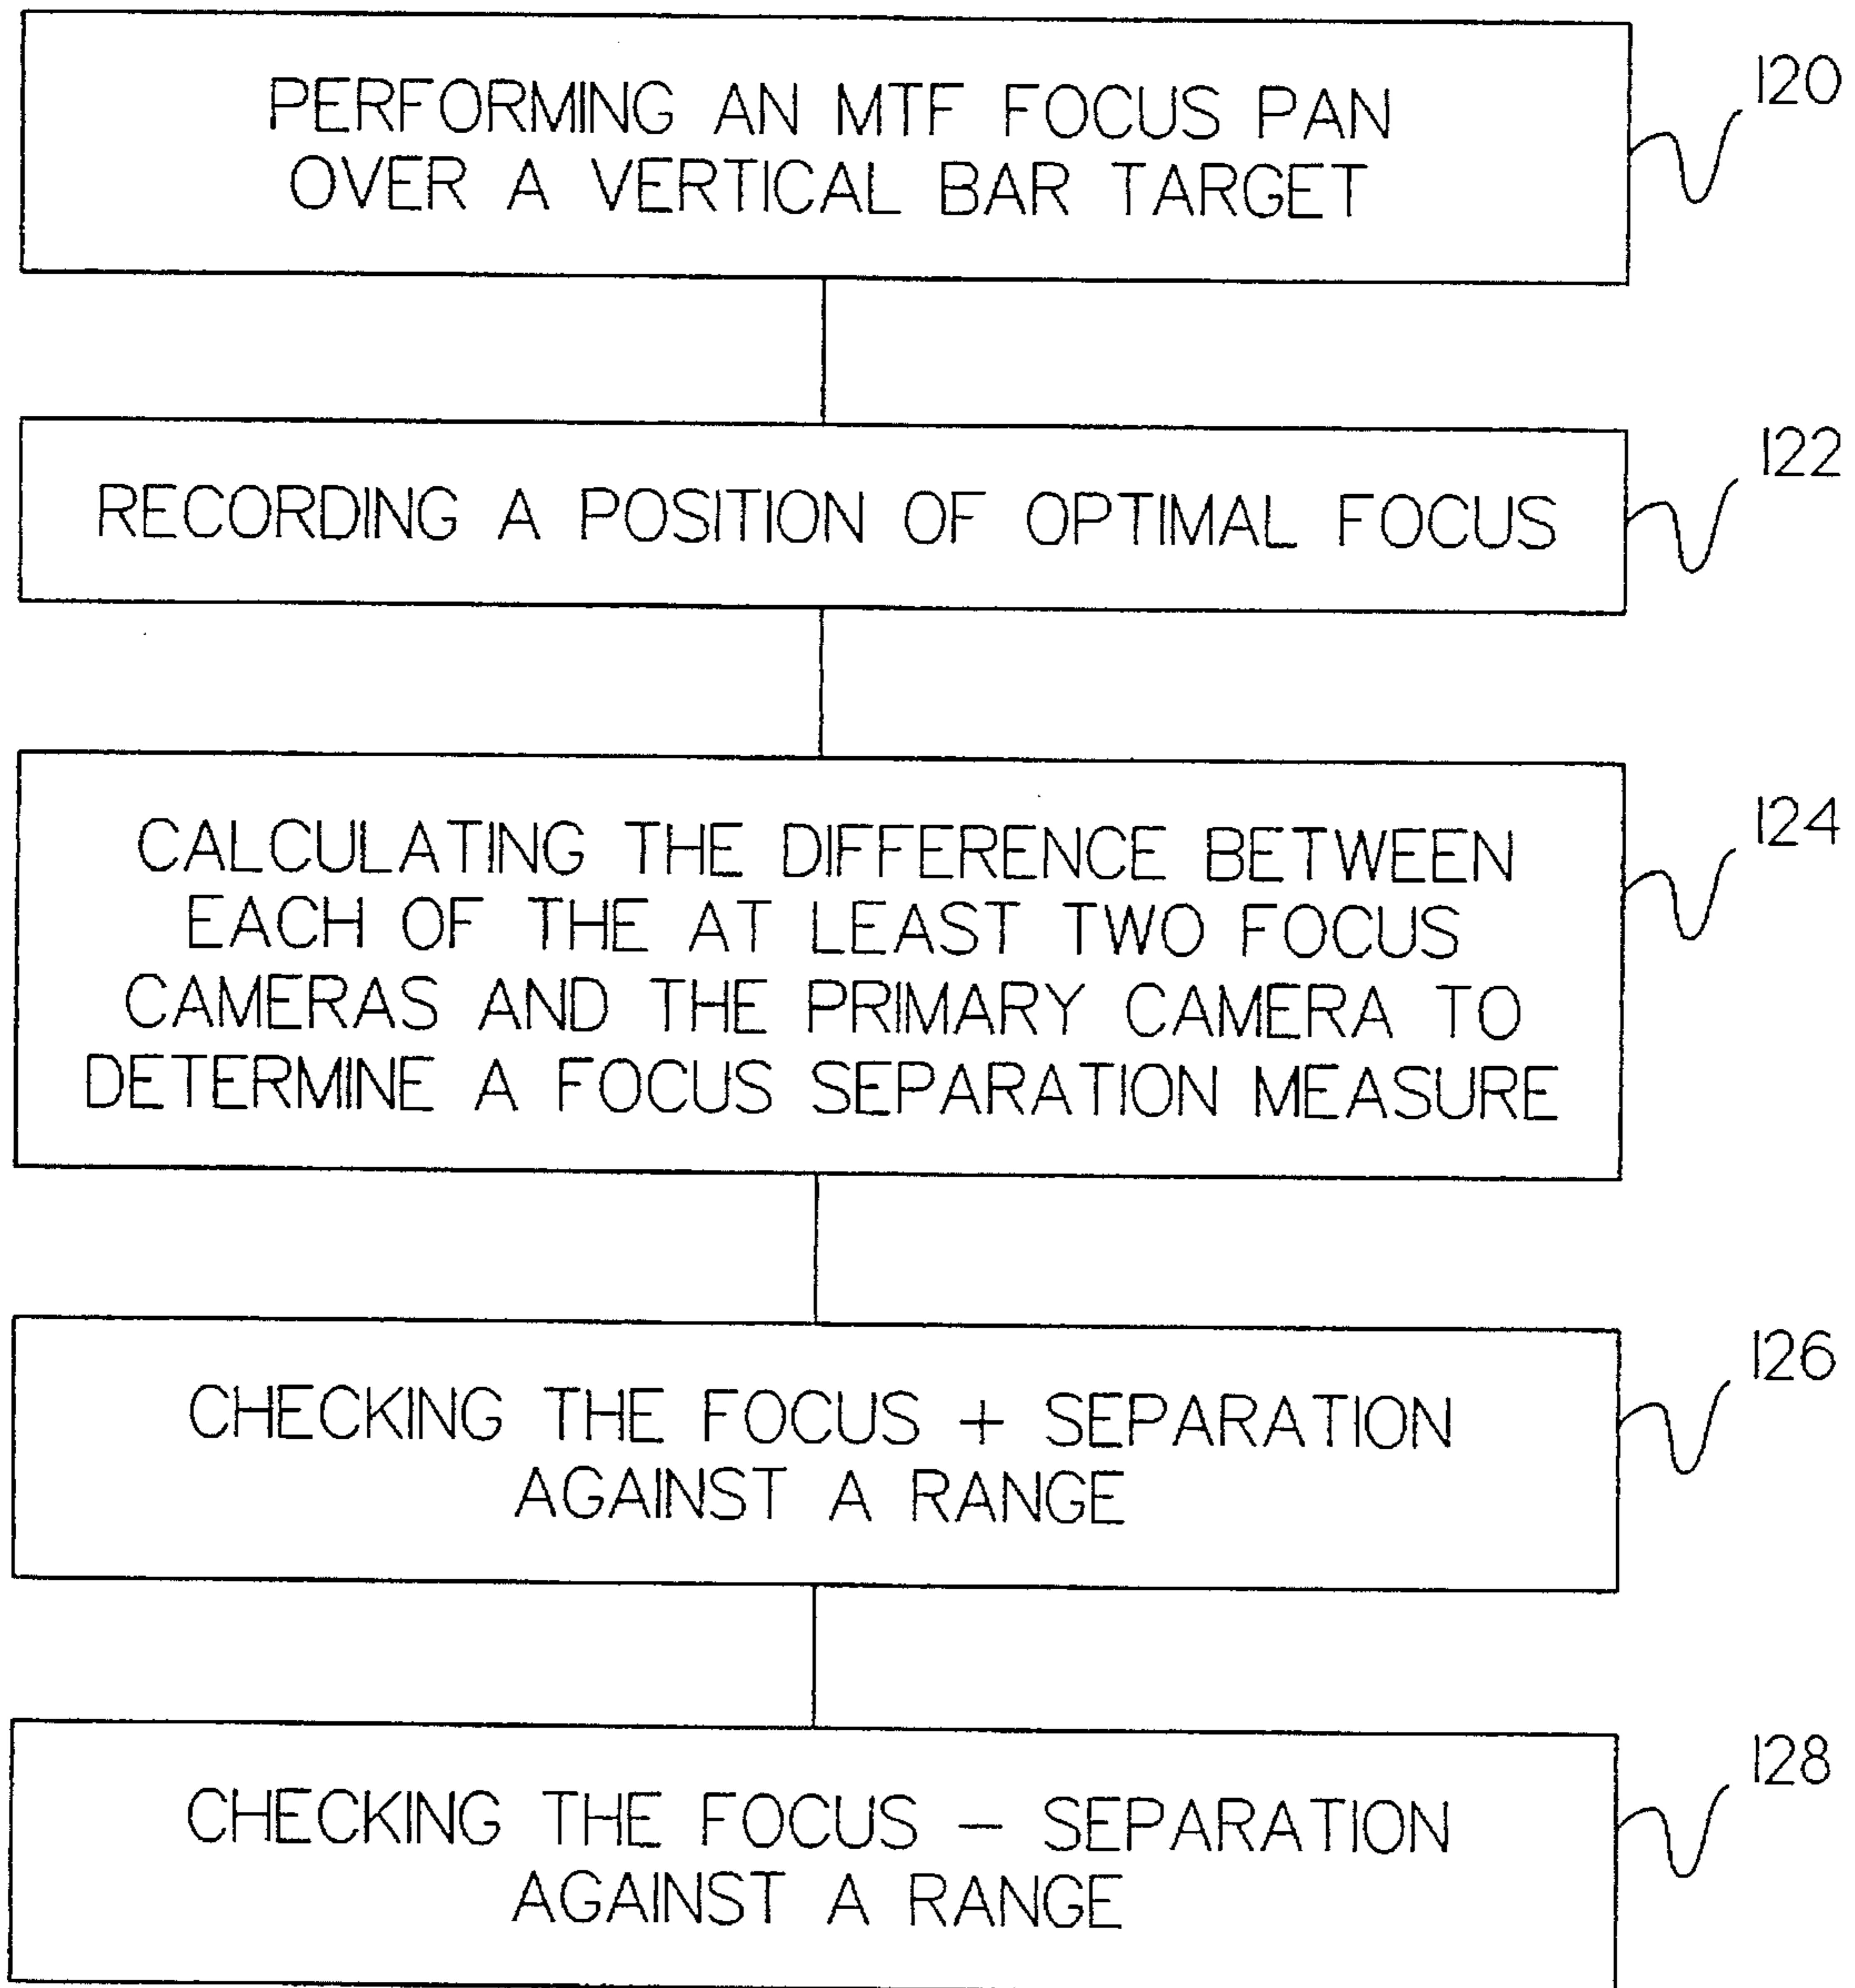 PERFORMING AN MTF FOCUS PAN
OVER A VERTICAL BAR TARGET
120
RECORDING A POSITION OF OPTIMAL FOCUS
122
CALCULATING THE DIFFERENCE BETWEEN
EACH OF THE AT LEAST TWO FOCUS
CAMERAS AND THE PRIMARY CAMERA TO
DETERMINE A FOCUS SEPARATION MEASURE
124
CHECKING THE FOCUS + SEPARATION
AGAINST A RANGE
126
CHECKING THE FOCUS – SEPARATION
AGAINST A RANGE
128